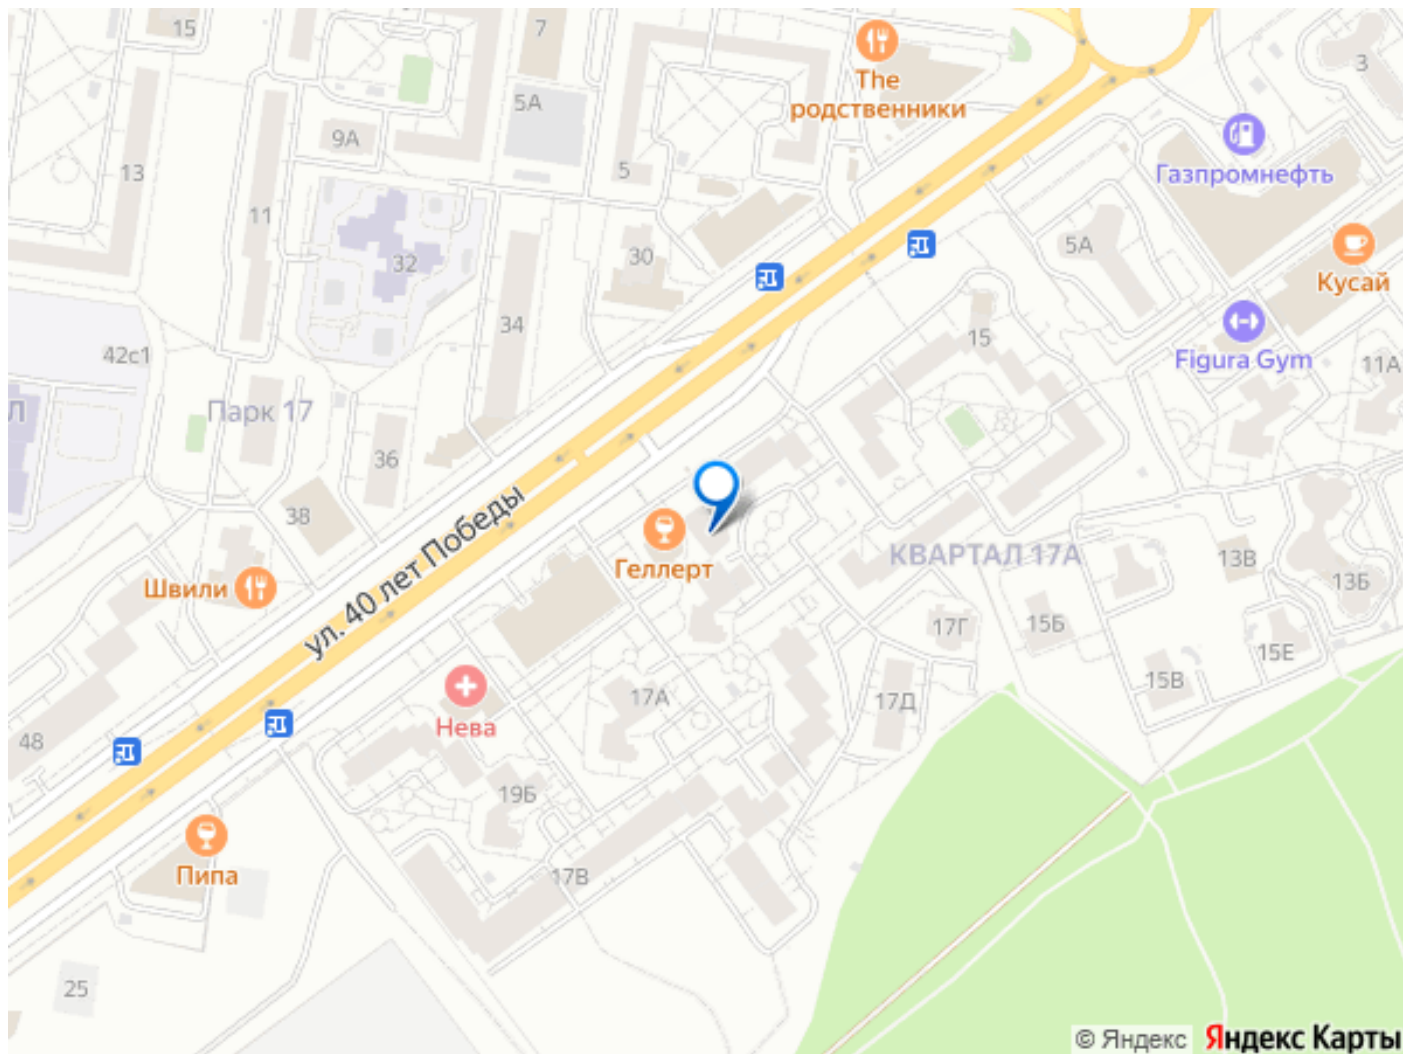 15
7
The
родственники
3
5А
9А
Газпромнефть
13
5
11
5А
30
32
Кусай
34
15
42с1
Figura Gym
11А
Л
Парк 17
36
38
ул. 40 лет Победы
Геллерт
КВАРТАЛ 17А
13В
13Б
Швили
17Г
15Б
15Е
15В
17А
17Д
Нева
48
19Б
17В
Пипа
25
© Яндекс Яндекс Карты